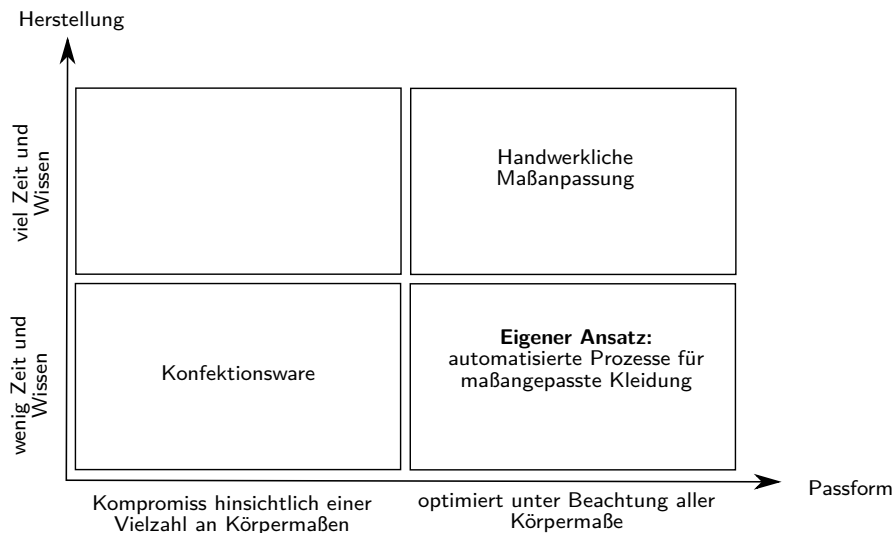 Herstellung
viel Zeit und
Wissen
Handwerkliche
Maßanpassung
wenig Zeit und
Wissen
Konfektionsware
Eigener Ansatz:
automatisierte Prozesse für
maßangepasste Kleidung
Kompromiss hinsichtlich einer
Vielzahl an Körpermaßen
optimiert unter Beachtung aller
Körpermaße
Passform